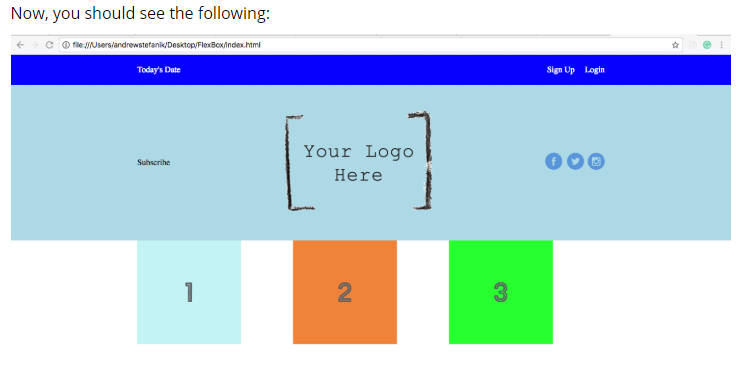 Now, you should see the following:
file:///Users/andrewstefanik/Desktop/FlexBox/index.html
Today's Date
Sign Up Login
Your Logo
Here
Subscribe
1 2 3